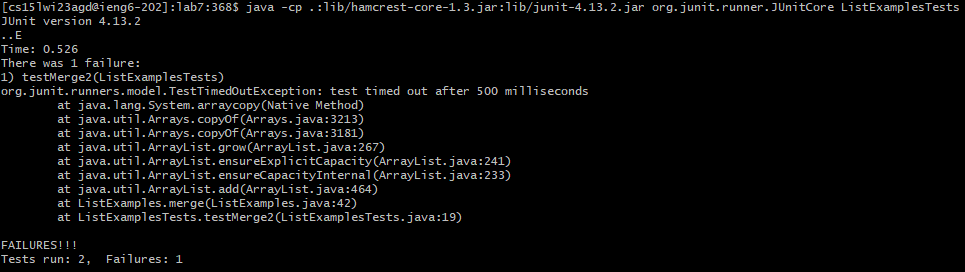 [cs15lwi23agd@ieng6-202]:lab7:368$ java -cp .:lib/hamcrest-core-1.3.jar:lib/junit-4.13.2.jar org.junit.runner.JUnitCore ListExamplesTests
JUnit version 4.13.2
..E
Time: 0.526
There was 1 failure:
1) testMerge2(ListExamplesTests)
org.junit.runners.model.TestTimedOutException: test timed out after 500 milliseconds
        at java.lang.System.arraycopy(Native Method)
        at java.util.Arrays.copyOf(Arrays.java:3213)
        at java.util.Arrays.copyOf(Arrays.java:3181)
        at java.util.ArrayList.grow(ArrayList.java:267)
        at java.util.ArrayList.ensureExplicitCapacity(ArrayList.java:241)
        at java.util.ArrayList.ensureCapacityInternal(ArrayList.java:233)
        at java.util.ArrayList.add(ArrayList.java:464)
        at ListExamples.merge(ListExamples.java:42)
        at ListExamplesTests.testMerge2(ListExamplesTests.java:19)

FAILURES!!!
Tests run: 2,  Failures: 1